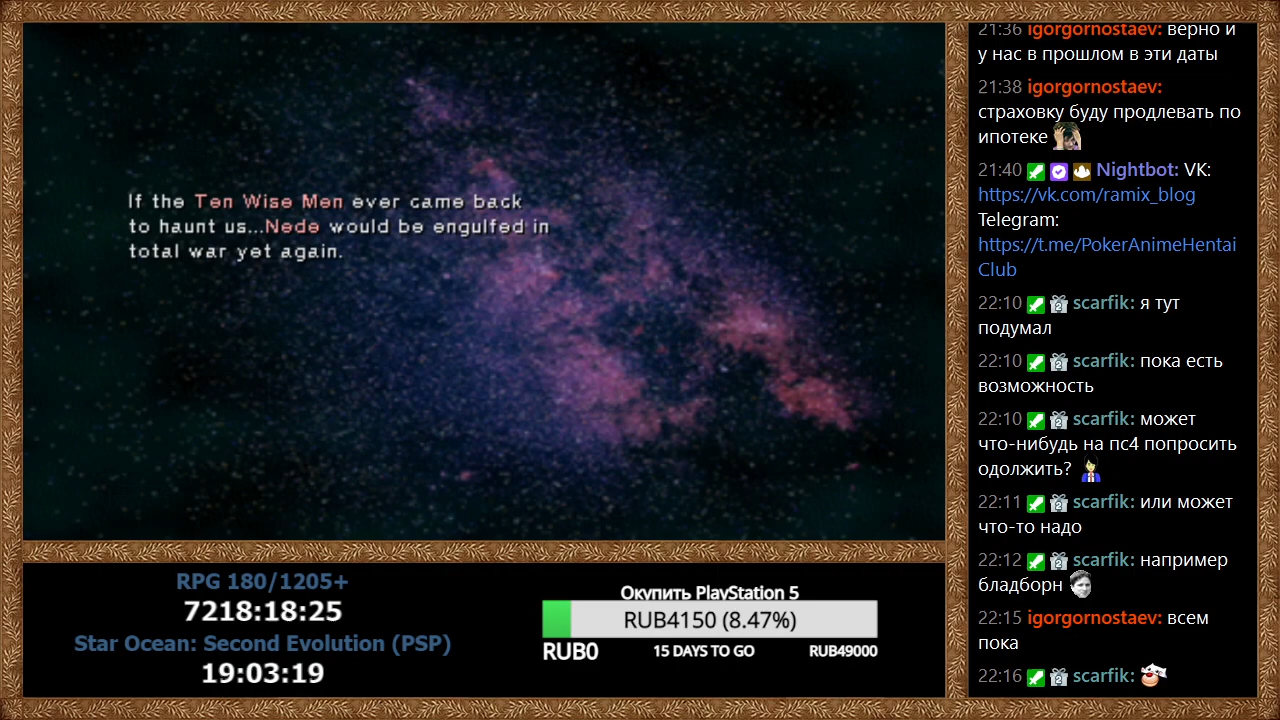 If the Ten Wise Men ever came back
to haunt us...Nede would be engulfed in
total war yet again.
RPG 180/1205+
7218:18:25
Star Ocean: Second Evolution (PSP)
19:03:19
Окупить PlayStation 5
RUB4150 (8.47%)
RUB0 15 DAYS TO GO RUB49000
21:36 igorgornostaev: верно и
у нас в прошлом в эти даты
21:38 igorgornostaev:
страховку буду продлевать по
ипотеке
21:40 Nightbot: VK:
https://vk.com/ramix_blog
Telegram:
https://t.me/PokerAnimeHentai
Club
22:10 scarfik: я тут
подумал
22:10 scarfik: пока есть
возможность
22:10 scarfik: может
что-нибудь на пс4 попросить
одолжить?
22:11 scarfik: или может
что-то надо
22:12 scarfik: например
бладборн
22:15 igorgornostaev: всем
пока
22:16 scarfik: